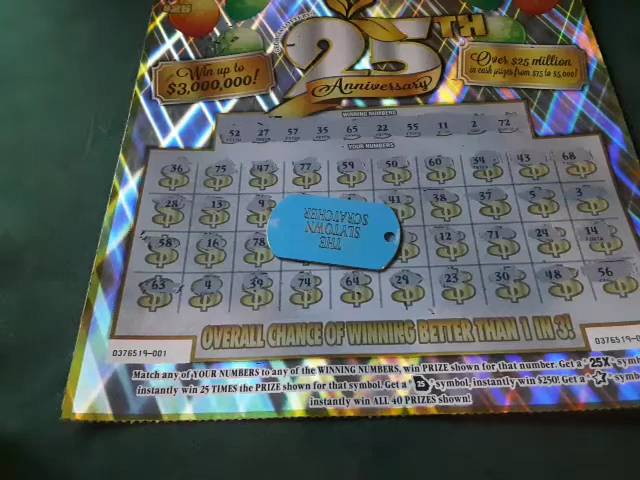 25TH
Anniversary
Win up to
$3,000,000!
Over $25 million
in cash prizes from $75 to $5,000!
WINNING NUMBERS
52 27 57 35 65 22 55 11 2 72
YOUR NUMBERS
36 75 47 77 59 50 60 34 43 68
28 13 9 41 38 37 5 3
58 16 78 12 71 24 14
63 4 39 74 64 29 23 30 48 56
THE
SLYTOWN
SCRATCHER
OVERALL CHANCE OF WINNING BETTER THAN 1 IN 3!
0376519-001
0376519-0
Match any of YOUR NUMBERS to any of the WINNING NUMBERS, win PRIZE shown for that number. Get a "25X" symb
instantly win 25 TIMES the PRIZE shown for that symbol. Get a "25" symbol, instantly win $250! Get a " " symb
instantly win ALL 40 PRIZES shown!